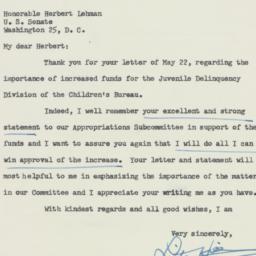 Honorable Herbert Lehman
U. S. Senate
Washington 25, D. C.
My dear Herbert:
Thank you for your letter of May 22, regarding the
importance of increased funds for the Juvenile Delinquency
Division of the Children's Bureau.
Indeed, I well remember your excellent and strong
statement to our Appropriations Subcommittee in support of the
funds and I want to assure you again that I will do all I can
win approval of the increase. Your letter and statement will
most helpful to me in emphasizing the importance of the matter
in our Committee and I appreciate your writing me as you have.
With kindest regards and all good wishes, I am
Very sincerely,